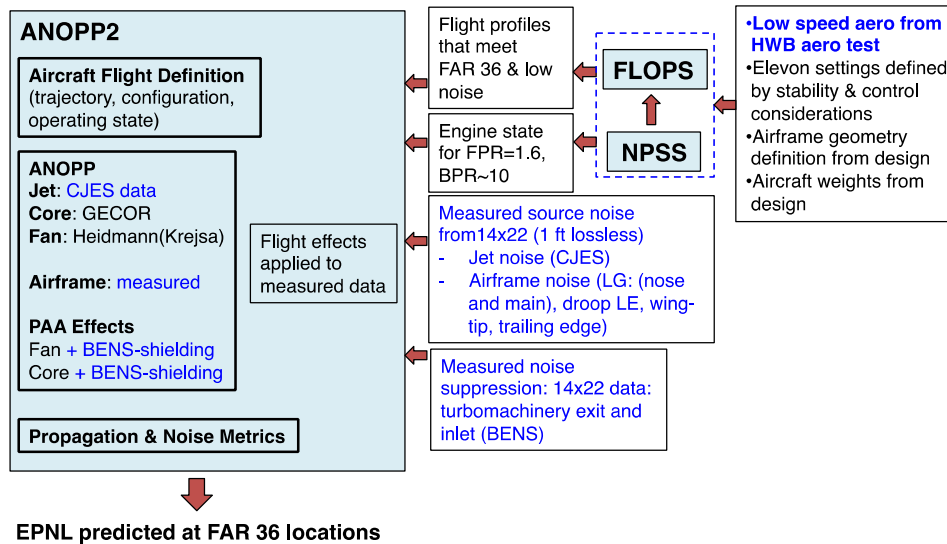 ANOPP2
Aircraft Flight Definition
(trajectory, configuration,
operating state)
ANOPP
Jet: CJES data
Core: GECOR
Fan: Heidmann(Krejsa)
Airframe: measured
PAA Effects
Fan + BENS-shielding
Core + BENS-shielding
Propagation & Noise Metrics
Flight effects
applied to
measured data
EPNL predicted at FAR 36 locations
Flight profiles
that meet
FAR 36 & low
noise
Engine state
for FPR=1.6,
BPR~10
Measured source noise
from14x22 (1 ft lossless)
- Jet noise (CJES)
- Airframe noise (LG: (nose
and main), droop LE, wing-
tip, trailing edge)
Measured noise
suppression: 14x22 data:
turbomachinery exit and
inlet (BENS)
FLOPS
NPSS
•Low speed aero from
HWB aero test
•Elevon settings defined
by stability & control
considerations
•Airframe geometry
definition from design
•Aircraft weights from
design